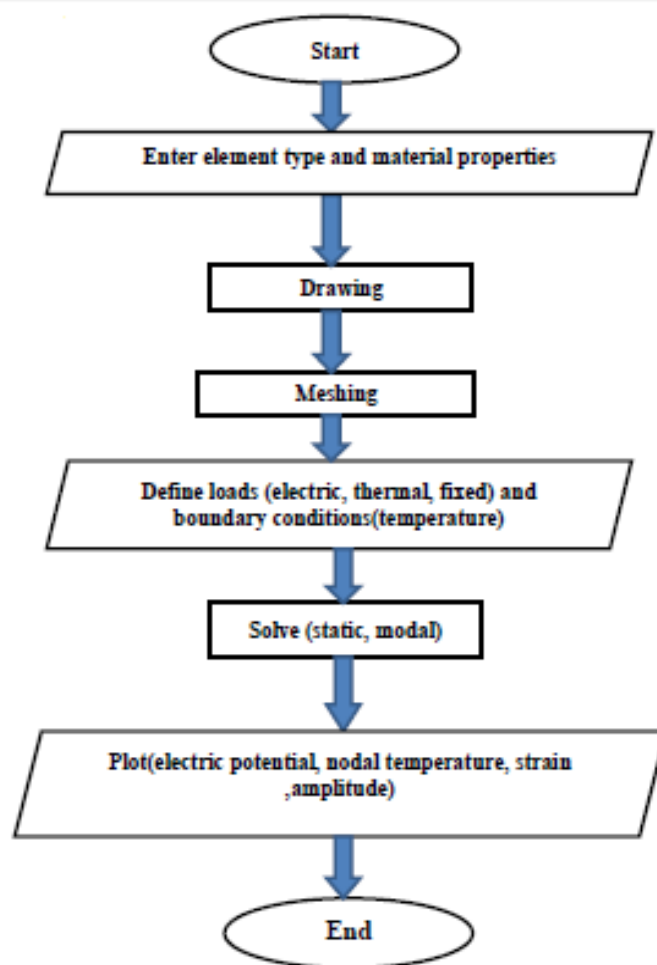 Start
Enter element type and material properties
Drawing
Meshing
Define loads (electric, thermal, fixed) and
boundary conditions(temperature)
Solve (static, modal)
Plot(electric potential, nodal temperature, strain
,amplitude)
End